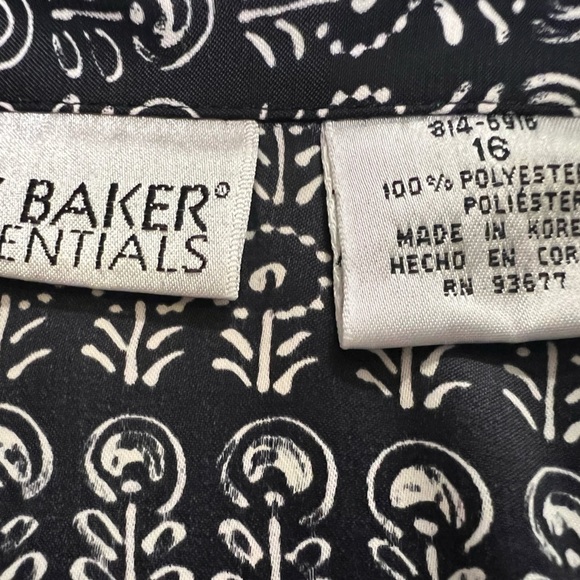 BAKER®
ENTIALS
814-6916
16
100% POLYESTER
POLIÉSTER
MADE IN KORE
HECHO EN COR
RN 93677